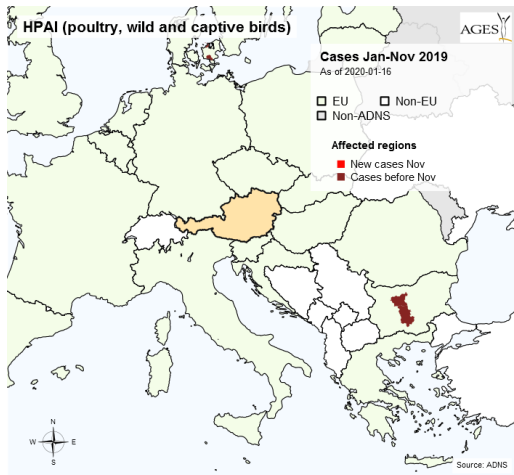 HPAI (poultry, wild and captive birds)
AGES
Cases Jan-Nov 2019
As of 2020-01-16
EU
Non-EU
Non-ADNS
Affected regions
New cases Nov
Cases before Nov
N
W E
S
Source: ADNS